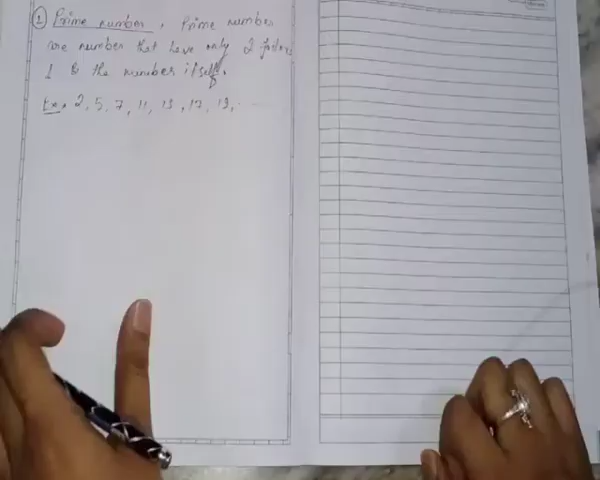 ① Prime number, Prime number
are number that have only 2 factors
1 & the number itself.
Ex, 2, 5, 7, 11, 13, 17, 19, ......